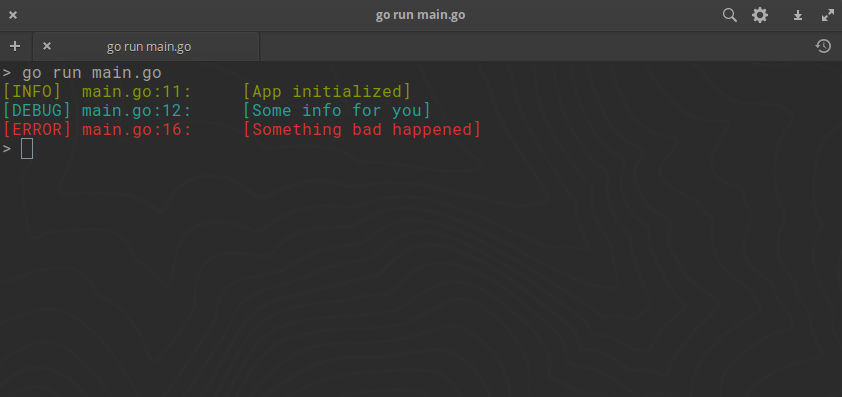 go run main.go
go run main.go
> go run main.go
[INFO]  main.go:11:     [App initialized]
[DEBUG] main.go:12:     [Some info for you]
[ERROR] main.go:16:     [Something bad happened]
>